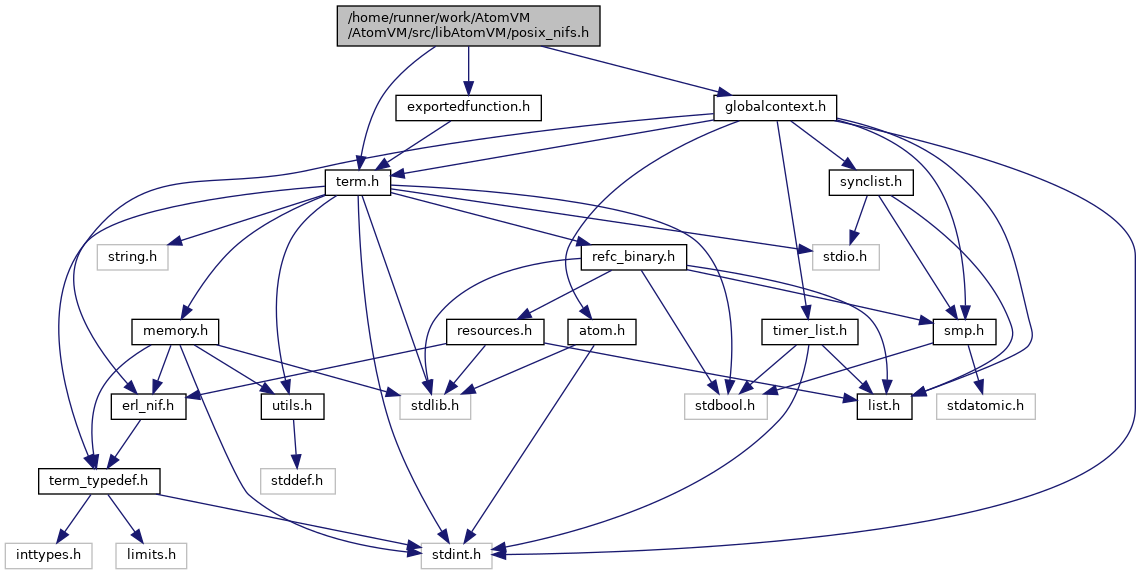 /home/runner/work/AtomVM
/AtomVM/src/libAtomVM/posix_nifs.h
exportedfunction.h
globalcontext.h
term.h
synclist.h
string.h
refc_binary.h
stdio.h
memory.h
resources.h
atom.h
timer_list.h
smp.h
erl_nif.h
utils.h
stdlib.h
stdbool.h
list.h
stdatomic.h
term_typedef.h
stddef.h
inttypes.h
limits.h
stdint.h